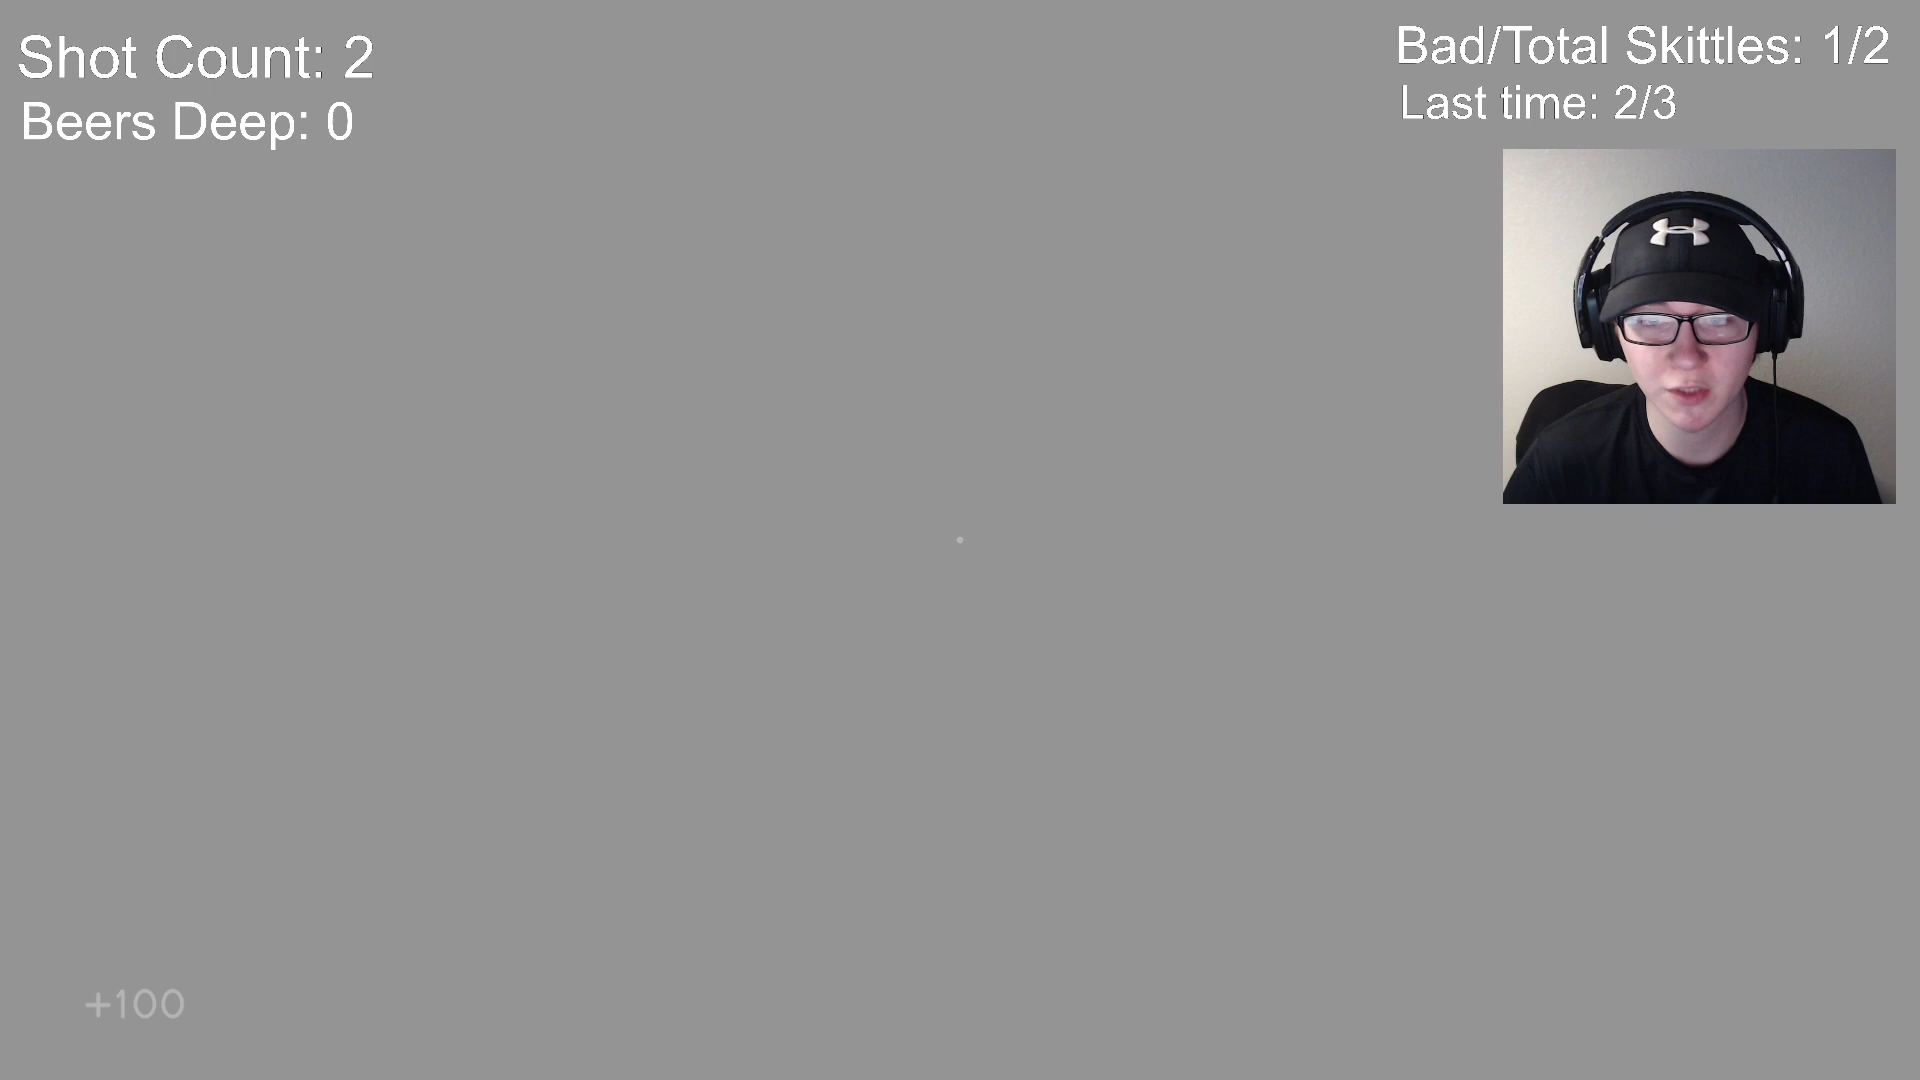 Shot Count: 2
Beers Deep: 0
Bad/Total Skittles: 1/2
Last time: 2/3
+100